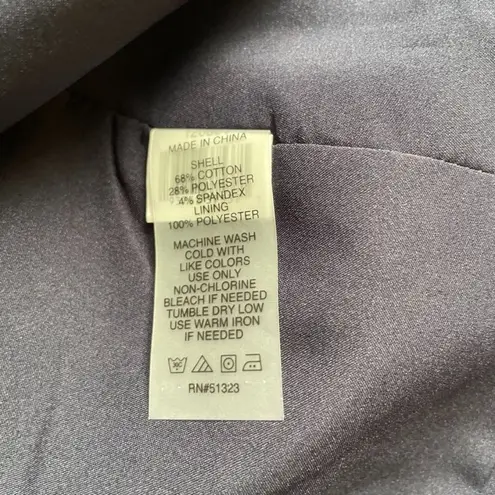 MADE IN CHINA
SHELL
68% COTTON
28% POLYESTER
4% SPANDEX
LINING
100% POLYESTER
MACHINE WASH
COLD WITH
LIKE COLORS
USE ONLY
NON-CHLORINE
BLEACH IF NEEDED
TUMBLE DRY LOW
USE WARM IRON
IF NEEDED
RN#51323